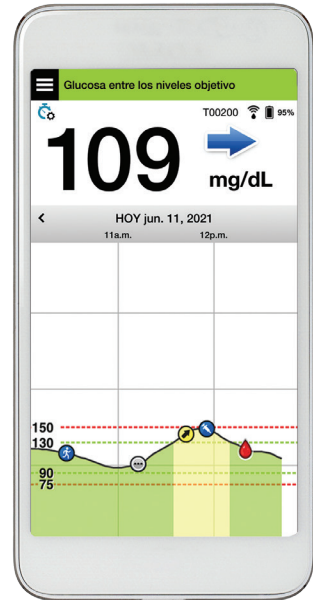 Glucosa entre los niveles objetivo
T00200 95%
109
mg/dL
HOY jun. 11, 2021
11a.m. 12p.m.
150
130
90
75